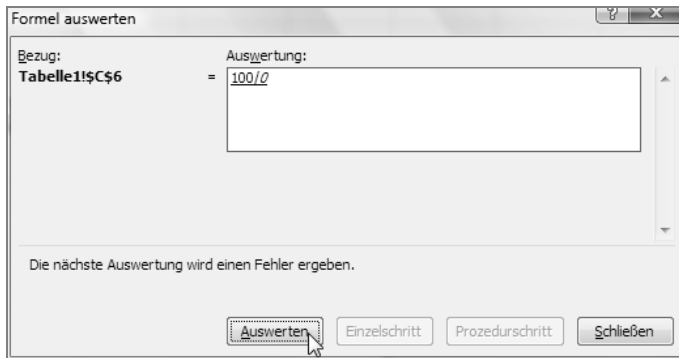 Formel auswerten
Bezug: Auswertung:
Tabelle1!$C$6 = 100/0
Die nächste Auswertung wird einen Fehler ergeben.
Auswerten Einzelschritt Prozedurschritt Schließen